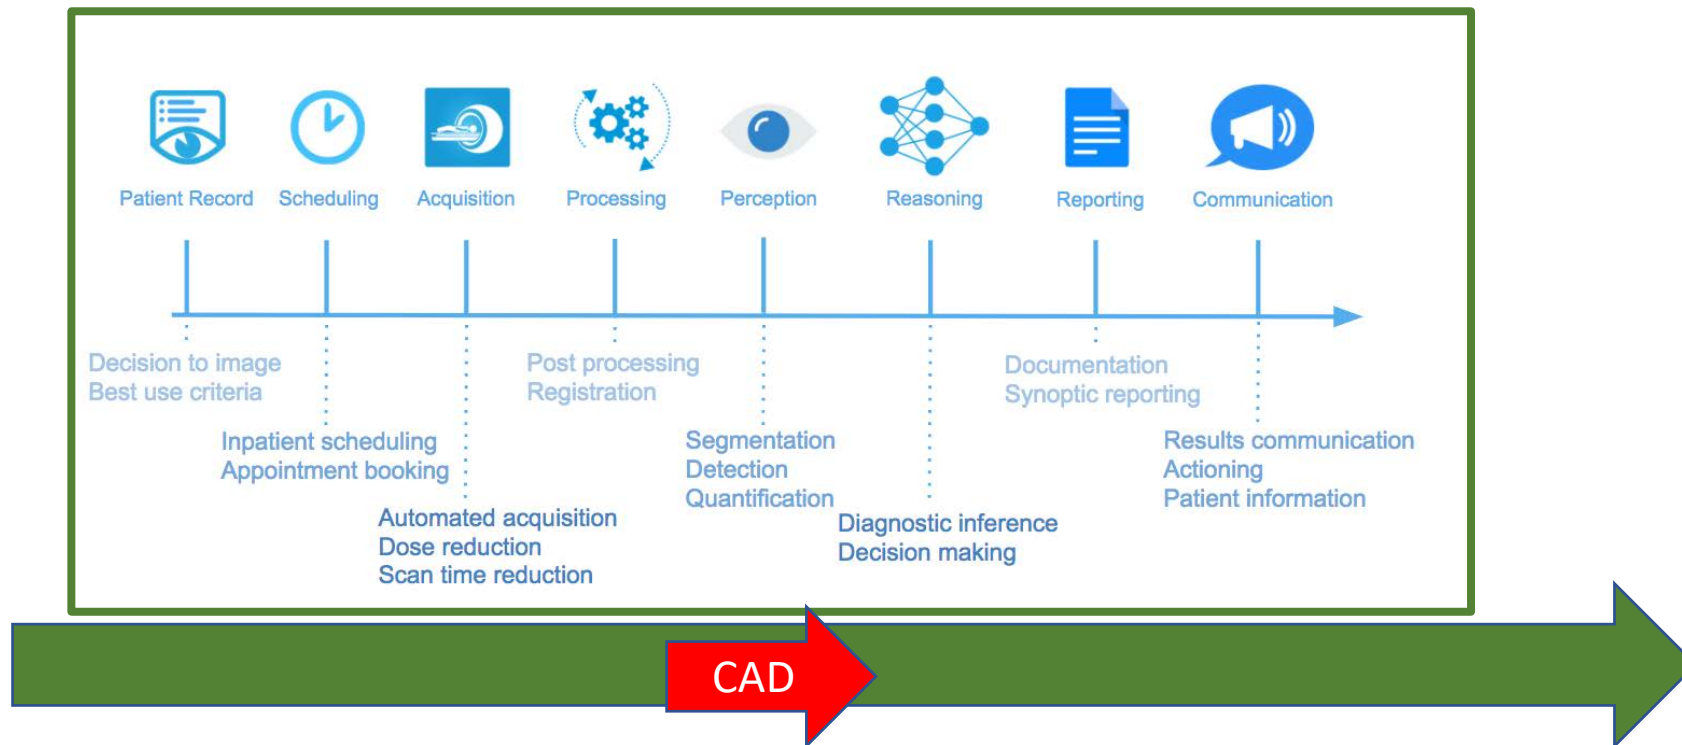 Patient Record
Scheduling
Acquisition
Processing
Perception
Reasoning
Reporting
Communication
Decision to image
Best use criteria
Inpatient scheduling
Appointment booking
Automated acquisition
Dose reduction
Scan time reduction
Post processing
Registration
Segmentation
Detection
Quantification
Diagnostic inference
Decision making
Documentation
Synoptic reporting
Results communication
Actioning
Patient information
CAD